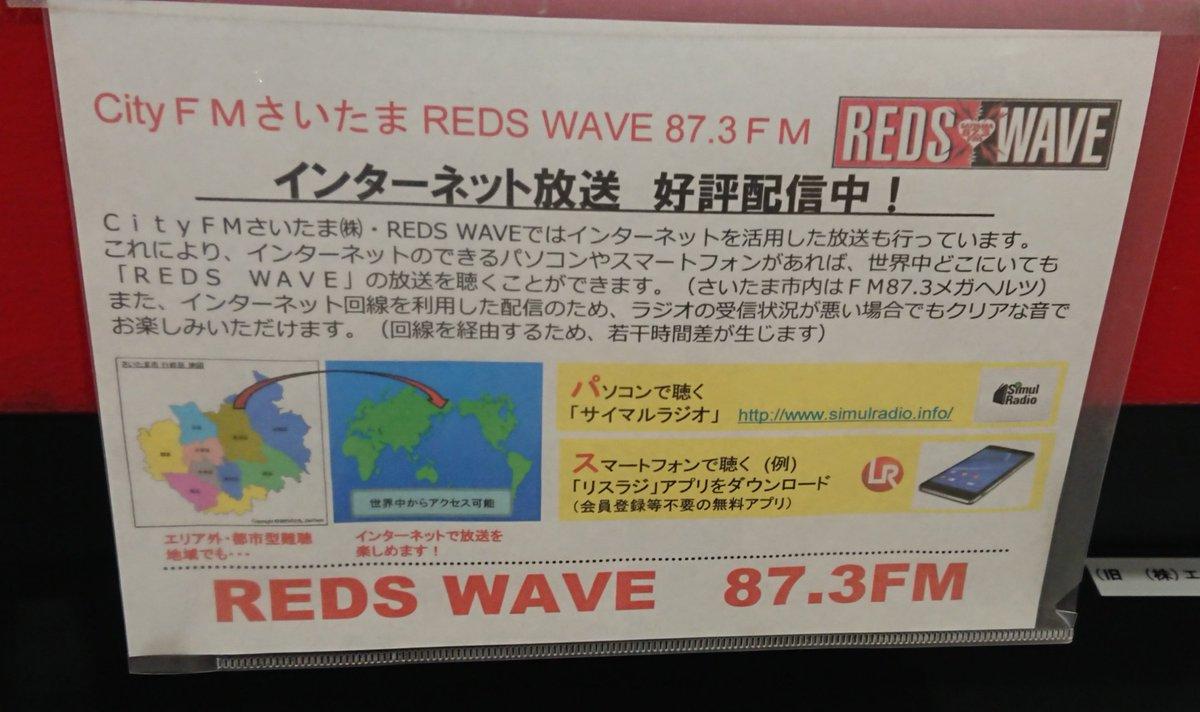 City ＦＭさいたま REDS WAVE 87.3ＦＭ
REDS WAVE
インターネット放送　好評配信中！
ＣｉｔｙＦＭさいたま㈱・REDS WAVEではインターネットを活用した放送も行っています。
これにより、インターネットのできるパソコンやスマートフォンがあれば、世界中どこにいても
「ＲＥＤＳ　ＷＡＶＥ」の放送を聴くことができます。（さいたま市内はＦＭ87.3メガヘルツ）
また、インターネット回線を利用した配信のため、ラジオの受信状況が悪い場合でもクリアな音で
お楽しみいただけます。（回線を経由するため、若干時間差が生じます）
さいたま市 行政区 地図
世界中からアクセス可能
エリア外・都市型難聴
地域でも・・・
インターネットで放送を
楽しめます！
パソコンで聴く
「サイマルラジオ」 http://www.simulradio.info/
Simul
Radio
スマートフォンで聴く (例)
「リスラジ」アプリをダウンロード
（会員登録等不要の無料アプリ）
LR
REDS WAVE　87.3FM
（旧　（株）エ